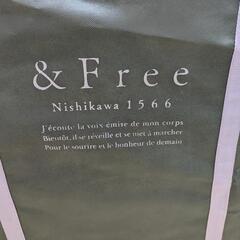 & Free
Nishikawa 1566
J'écoute la voix émise de mon corps
Bientôt, il se réveille et se met à marcher
Pour le sourire et le bonheur de demain